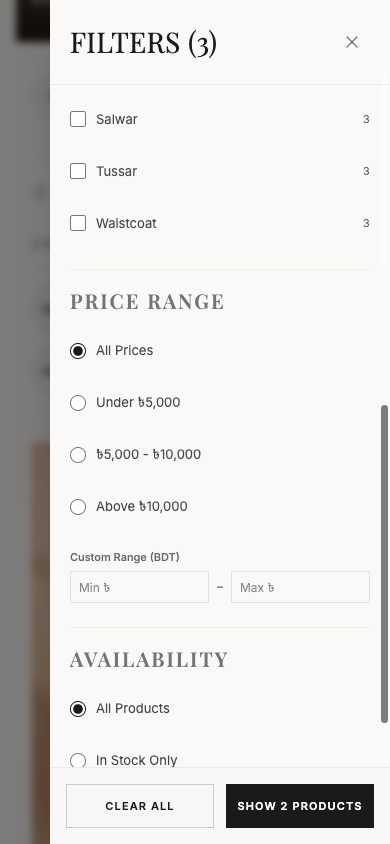 FILTERS (3)
Salwar 3
Tussar 3
Waistcoat 3
PRICE RANGE
All Prices
Under ৳5,000
৳5,000 - ৳10,000
Above ৳10,000
Custom Range (BDT)
Min ৳ – Max ৳
AVAILABILITY
All Products
In Stock Only
CLEAR ALL SHOW 2 PRODUCTS